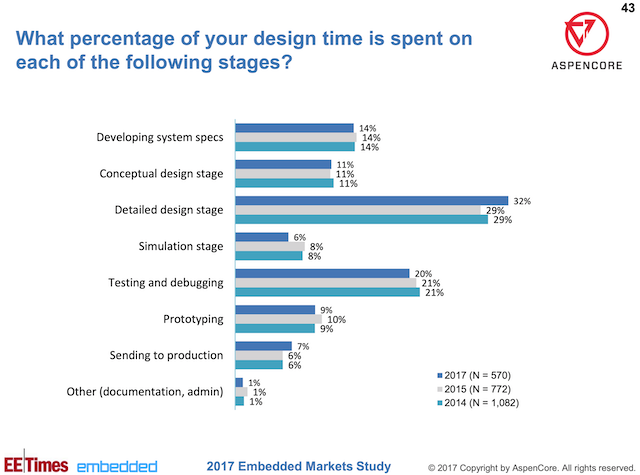 43
What percentage of your design time is spent on
each of the following stages?
ASPENCORE
Developing system specs
14%
14%
14%
Conceptual design stage
11%
11%
11%
Detailed design stage
32%
29%
29%
Simulation stage
6%
8%
8%
Testing and debugging
20%
21%
21%
Prototyping
9%
10%
9%
Sending to production
7%
6%
6%
Other (documentation, admin)
1%
1%
1%
2017 (N = 570)
2015 (N = 772)
2014 (N = 1,082)
EE Times embedded
2017 Embedded Markets Study
© 2017 Copyright by AspenCore. All rights reserved.